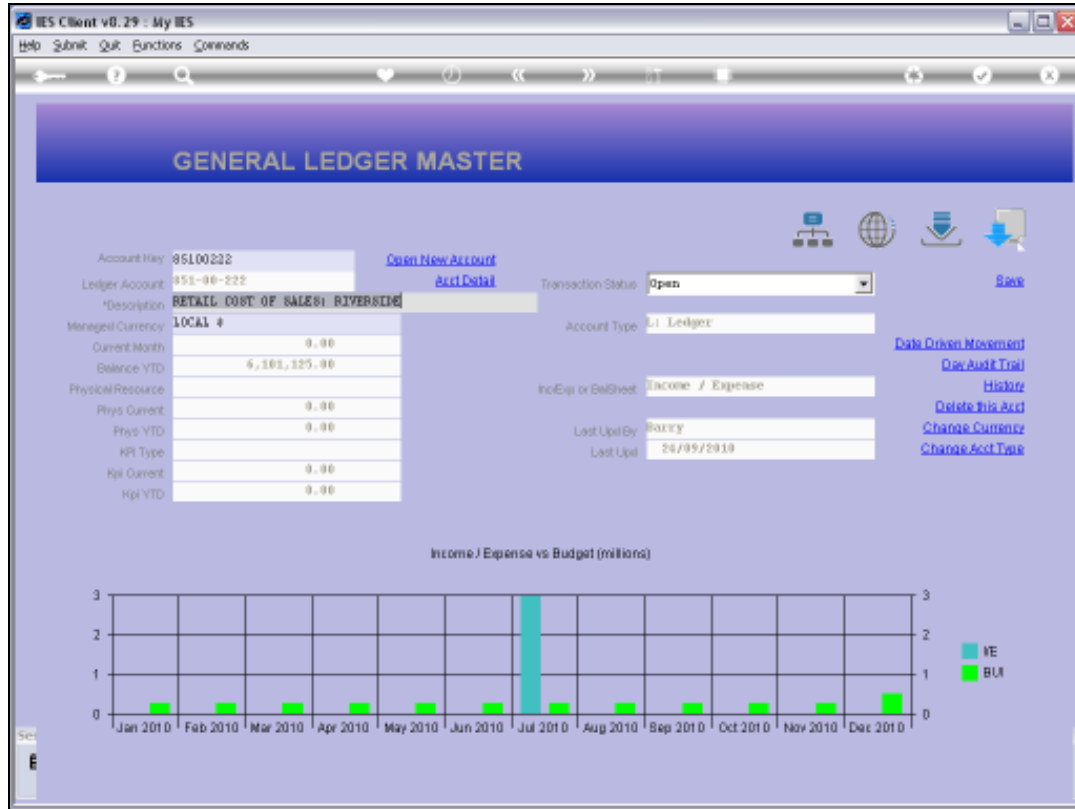 IES Client v8.29 : My IES
Help Submit Quit Functions Commands
GENERAL LEDGER MASTER
Account Key 85100222 Open New Account
Ledger Account 851-00-222 Acct Detail Transaction Status Open Save
*Description RETAIL COST OF SALES: RIVERSIDE
Managed Currency LOCAL # Account Type L: Ledger
Current Month 0.00 Date Driven Movement
Balance YTD 6,101,125.00 Day Audit Trail
Physical Resource Inc/Exp or BalSheet Income / Expense History
Phys Current 0.00 Delete this Acct
Phys YTD 0.00 Last Upd By Barry Change Currency
KPI Type Last Upd 24/09/2010 Change Acct Type
Kpi Current 0.00
Kpi YTD 0.00
Income / Expense vs Budget (millions)
3 3
2 2
1 1
0 0
I/E
BUI
Jan 2010 Feb 2010 Mar 2010 Apr 2010 May 2010 Jun 2010 Jul 2010 Aug 2010 Sep 2010 Oct 2010 Nov 2010 Dec 2010